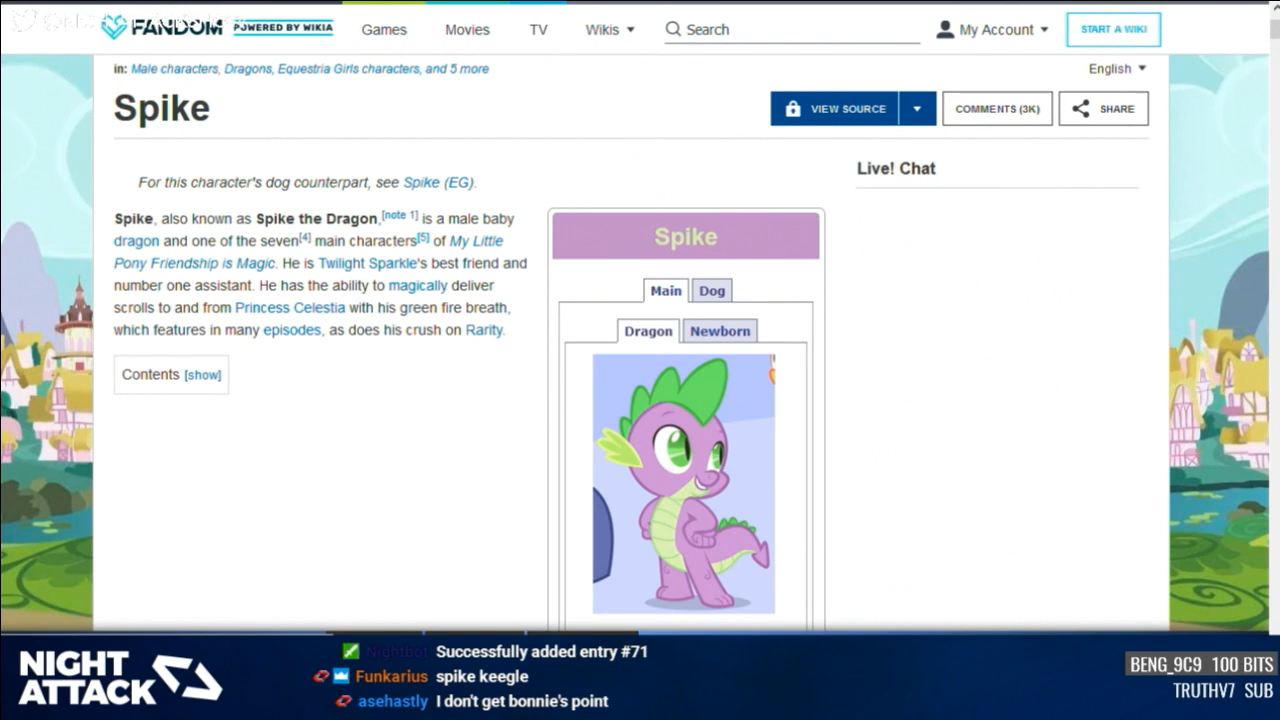 FANDOM POWERED BY WIKIA Games Movies TV Wikis Search My Account START A WIKI
in: Male characters, Dragons, Equestria Girls characters, and 5 more English
Spike VIEW SOURCE COMMENTS (3K) SHARE
For this character's dog counterpart, see Spike (EG).
Live! Chat
Spike, also known as Spike the Dragon,[note 1] is a male baby
dragon and one of the seven[4] main characters[5] of My Little
Pony Friendship is Magic. He is Twilight Sparkle's best friend and
number one assistant. He has the ability to magically deliver
scrolls to and from Princess Celestia with his green fire breath,
which features in many episodes, as does his crush on Rarity.
Contents [show]
Spike
Main Dog
Dragon Newborn
NIGHT
ATTACK
Nightbot Successfully added entry #71
Funkarius spike keegle
asehastly I don't get bonnie's point
BENG_9C9 100 BITS
TRUTHV7 SUB